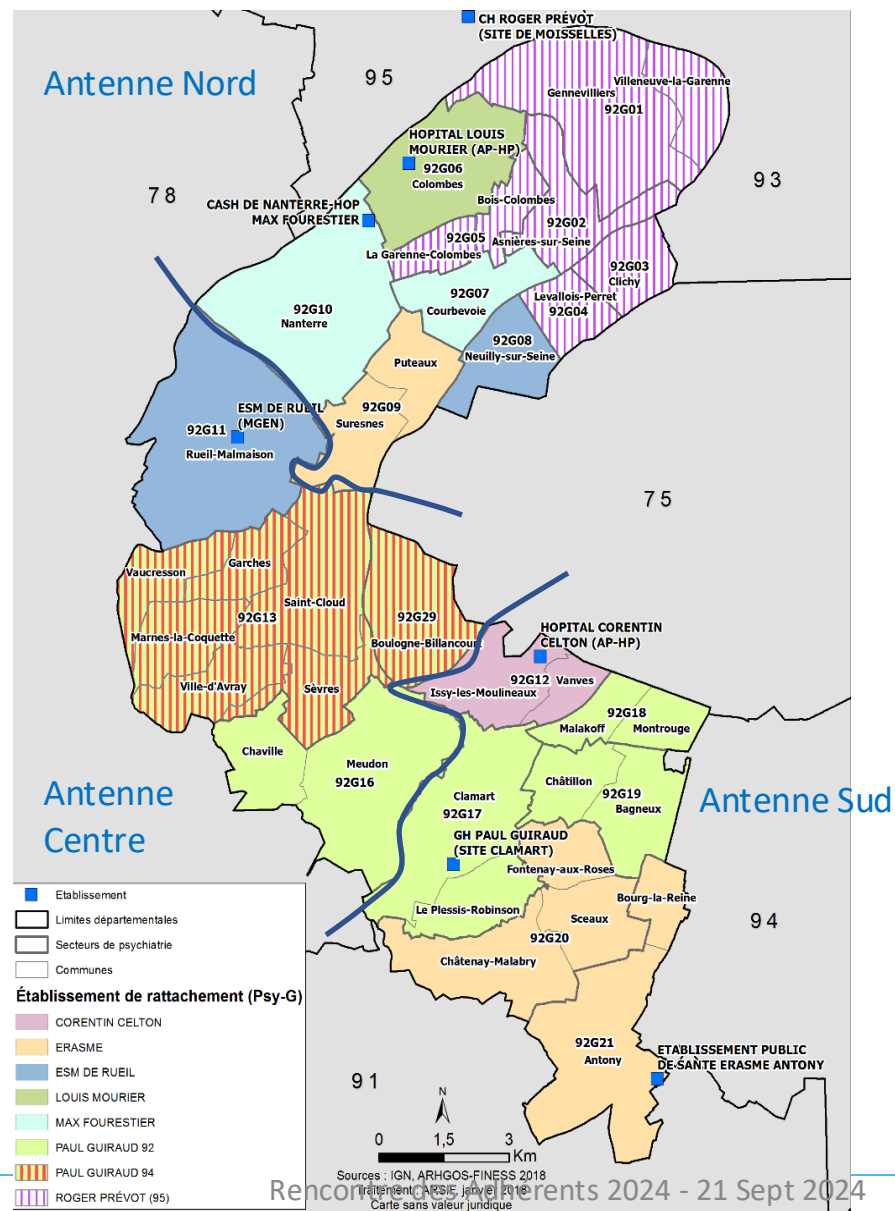 CH ROGER PRÉVOT
(SITE DE MOISSELLES)
Antenne Nord
95
Villeneuve-la-Garenne
Gennevilliers
92G01
HOPITAL LOUIS
MOURIER (AP-HP)
92G06
Colombes
93
78
CASH DE NANTERRE-HOP
MAX FOURESTIER
Bois-Colombes
92G02
92G05
Asnières-sur-Seine
La Garenne-Colombes
92G03
Clichy
92G07
Courbevoie
Levallois-Perret
92G04
92G10
Nanterre
92G08
Neuilly-sur-Seine
Puteaux
92G09
Suresnes
ESM DE RUEIL
(MGEN)
92G11
Rueil-Malmaison
75
Garches
Vaucresson
Saint-Cloud
92G13
92G29
Marnes-la-Coquette
Boulogne-Billancourt
HOPITAL CORENTIN
CELTON (AP-HP)
Ville-d'Avray
Sèvres
92G12
Vanves
Issy-les-Moulineaux
92G18
Malakoff
Montrouge
Chaville
Meudon
92G16
Châtillon
92G19
Bagneux
Antenne
Centre
Clamart
92G17
Antenne Sud
GH PAUL GUIRAUD
(SITE CLAMART)
Fontenay-aux-Roses
Bourg-la-Reine
Le Plessis-Robinson
Sceaux
92G20
94
Châtenay-Malabry
92G21
Antony
ETABLISSEMENT PUBLIC
DE SANTE ERASME ANTONY
91
Etablissement
Limites départementales
Secteurs de psychiatrie
Communes
Établissement de rattachement (Psy-G)
CORENTIN CELTON
ERASME
ESM DE RUEIL
LOUIS MOURIER
MAX FOURESTIER
PAUL GUIRAUD 92
PAUL GUIRAUD 94
ROGER PRÉVOT (95)
N
0 1,5 3
Km
Sources : IGN, ARHGOS-FINESS 2018
Traitement : ARSIF, janvier 2018
Carte sans valeur juridique
Rencontre des Adhérents 2024 - 21 Sept 2024